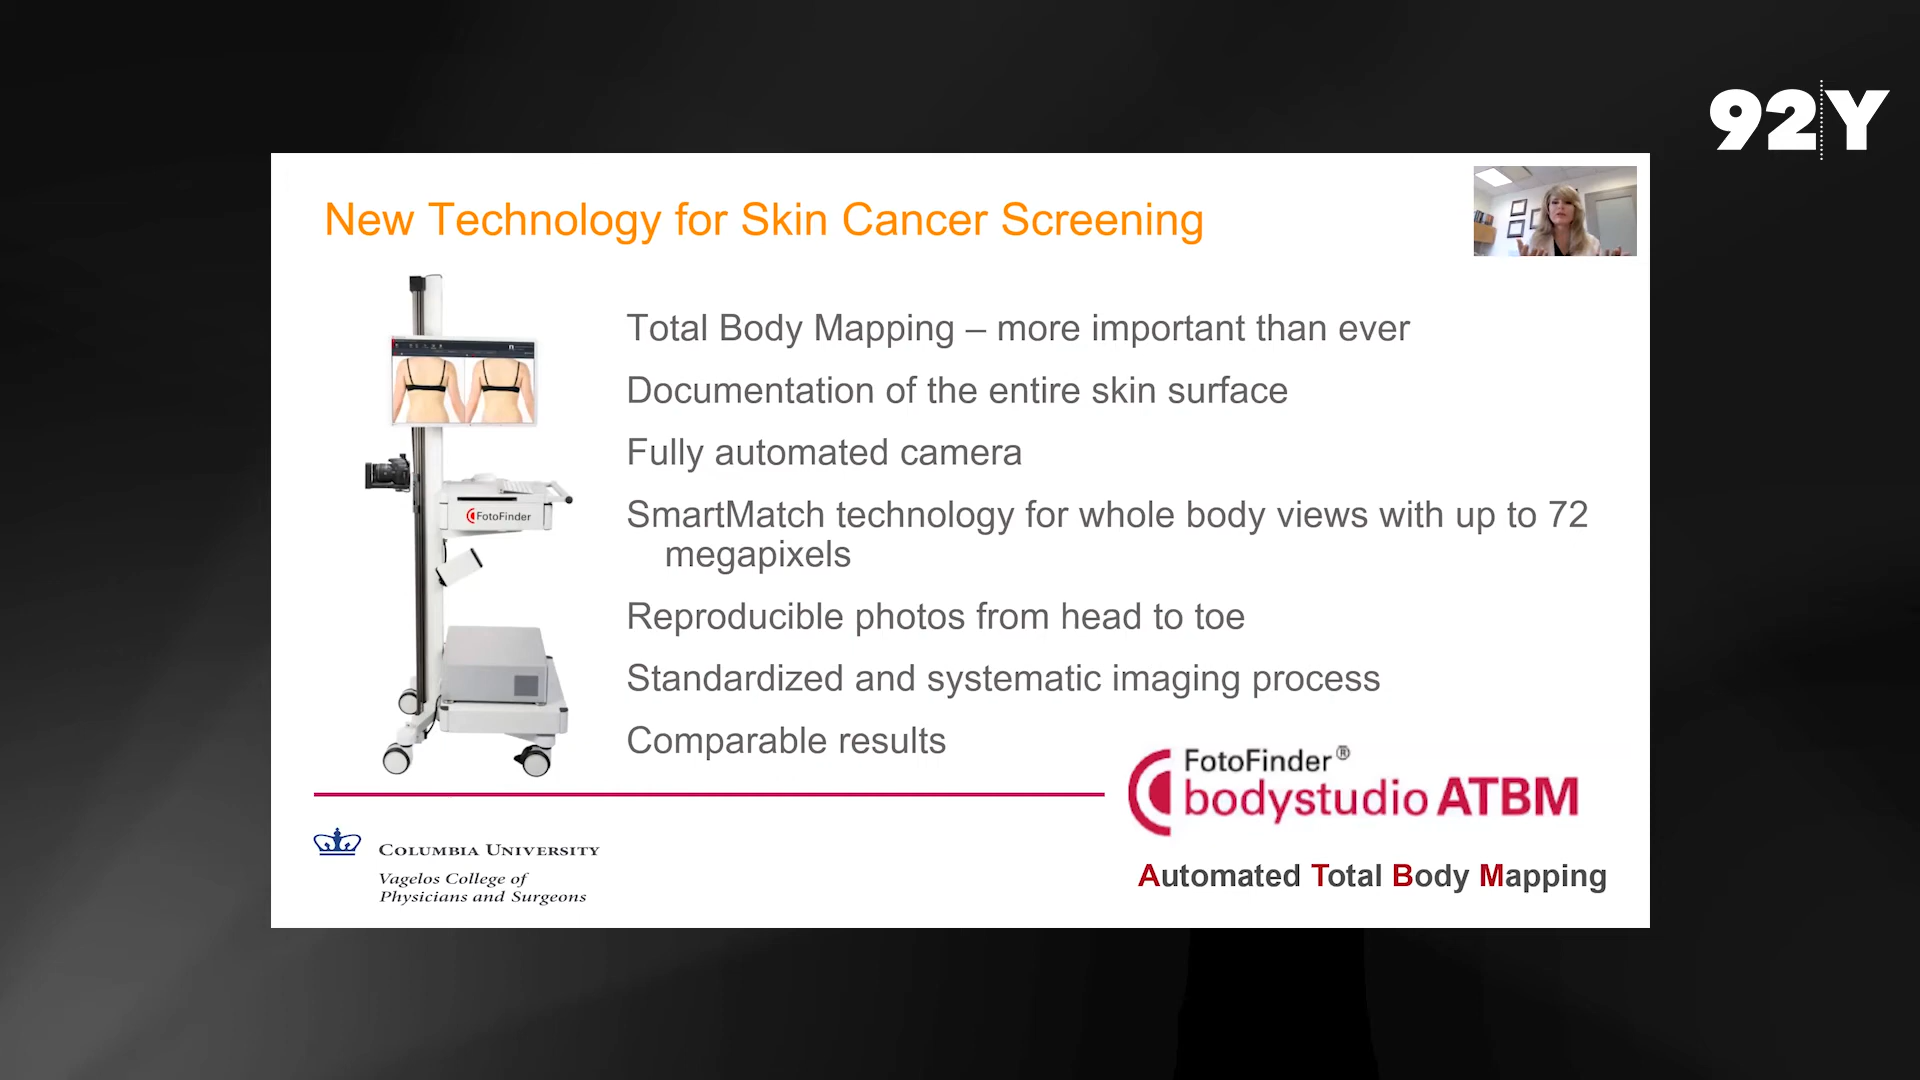 92Y
New Technology for Skin Cancer Screening
Total Body Mapping – more important than ever
Documentation of the entire skin surface
Fully automated camera
SmartMatch technology for whole body views with up to 72
megapixels
Reproducible photos from head to toe
Standardized and systematic imaging process
Comparable results
FotoFinder
FotoFinder®
bodystudio ATBM
Automated Total Body Mapping
COLUMBIA UNIVERSITY
Vagelos College of
Physicians and Surgeons